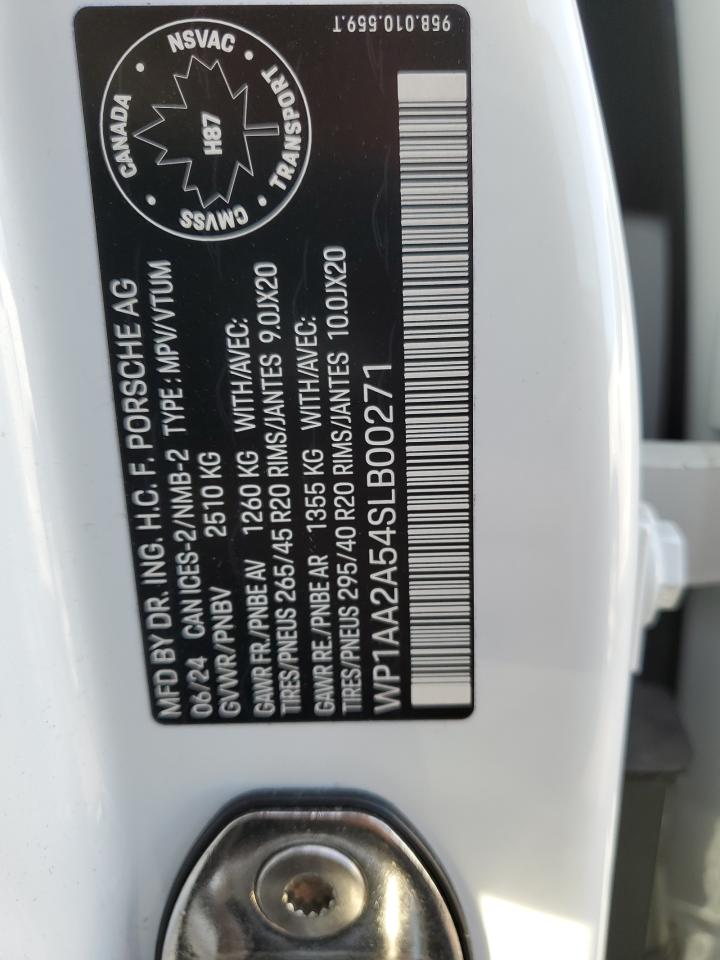 MFD BY DR. ING. H.C. F. PORSCHE AG
06/24 CAN ICES-2/NMB-2 TYPE : MPV/VTUM
GVWR/PNBV 2510 KG
GAWR FR./PNBE AV 1260 KG WITH/AVEC:
TIRES/PNEUS 265/45 R20 RIMS/JANTES 9.0JX20
GAWR RE./PNBE AR 1355 KG WITH/AVEC:
TIRES/PNEUS 295/40 R20 RIMS/JANTES 10.0JX20
WP1AA2A54SLB00271
CANADA • NSVAC • TRANSPORT • CMVSS •
H87
95B.010.559.T